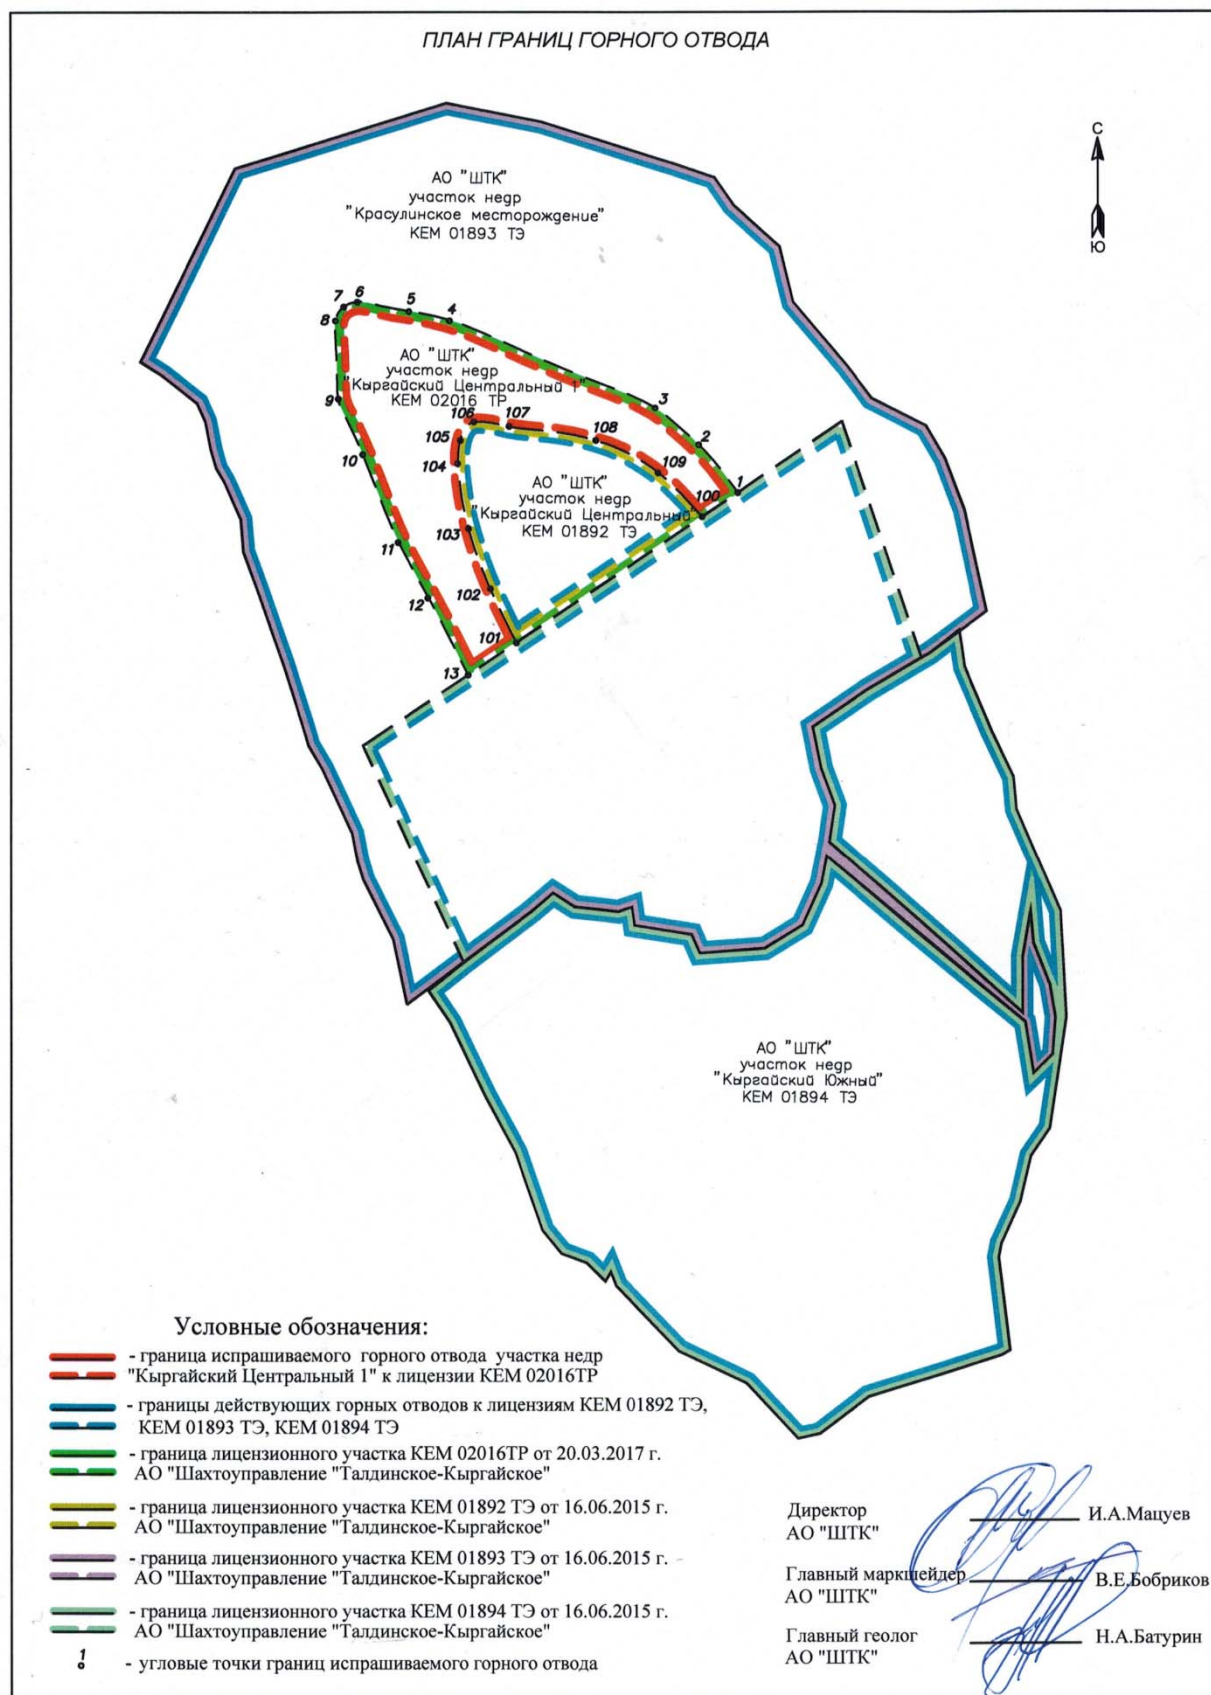 ПЛАН ГРАНИЦ ГОРНОГО ОТВОДА
С
Ю
АО "ШТК"
участок недр
"Красулинское месторождение"
КЕМ 01893 ТЭ
7
6
5
4
8
АО "ШТК"
участок недр
"Кыргайский Центральный 1"
КЕМ 02016 ТР
9
3
106
107
108
2
105
10
104
109
1
АО "ШТК"
участок недр
"Кыргайский Центральный"
КЕМ 01892 ТЭ
100
103
11
102
12
101
13
АО "ШТК"
участок недр
"Кыргайский Южный"
КЕМ 01894 ТЭ
Условные обозначения:
- граница испрашиваемого горного отвода участка недр
"Кыргайский Центральный 1" к лицензии КЕМ 02016ТР
- границы действующих горных отводов к лицензиям КЕМ 01892 ТЭ,
КЕМ 01893 ТЭ, КЕМ 01894 ТЭ
- граница лицензионного участка КЕМ 02016ТР от 20.03.2017 г.
АО "Шахтоуправление "Талдинское-Кыргайское"
- граница лицензионного участка КЕМ 01892 ТЭ от 16.06.2015 г.
АО "Шахтоуправление "Талдинское-Кыргайское"
- граница лицензионного участка КЕМ 01893 ТЭ от 16.06.2015 г.
АО "Шахтоуправление "Талдинское-Кыргайское"
- граница лицензионного участка КЕМ 01894 ТЭ от 16.06.2015 г.
АО "Шахтоуправление "Талдинское-Кыргайское"
1 - угловые точки границ испрашиваемого горного отвода
Директор
АО "ШТК"
И.А.Мацуев
Главный маркшейдер
АО "ШТК"
В.Е.Бобриков
Главный геолог
АО "ШТК"
Н.А.Батурин